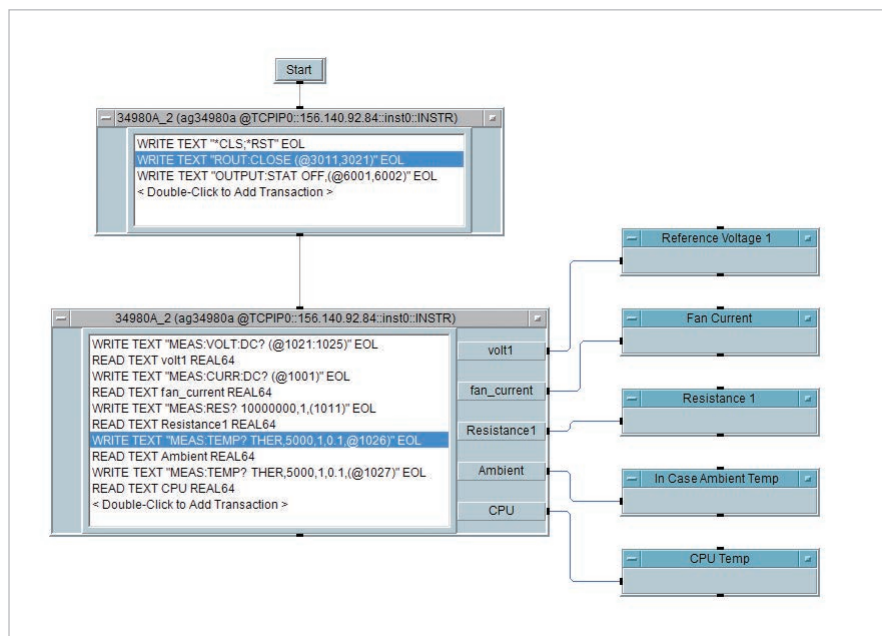 Start
34980A_2 (ag34980a @TCPIP0::156.140.92.84::inst0::INSTR)
WRITE TEXT "*CLS;*RST" EOL
WRITE TEXT "ROUT:CLOSE (@3011,3021)" EOL
WRITE TEXT "OUTPUT:STAT OFF,(@6001,6002)" EOL
< Double-Click to Add Transaction >
34980A_2 (ag34980a @TCPIP0::156.140.92.84::inst0::INSTR)
WRITE TEXT "MEAS:VOLT:DC? (@1021:1025)" EOL
READ TEXT volt1 REAL64
WRITE TEXT "MEAS:CURR:DC? (@1001)" EOL
READ TEXT fan_current REAL64
WRITE TEXT "MEAS:RES? 10000000,1,(1011)" EOL
READ TEXT Resistance1 REAL64
WRITE TEXT "MEAS:TEMP? THER,5000,1,0.1,@1026)" EOL
READ TEXT Ambient REAL64
WRITE TEXT "MEAS:TEMP? THER,5000,1,0.1,(@1027)" EOL
READ TEXT CPU REAL64
< Double-Click to Add Transaction >
volt1
fan_current
Resistance1
Ambient
CPU
Reference Voltage 1
Fan Current
Resistance 1
In Case Ambient Temp
CPU Temp